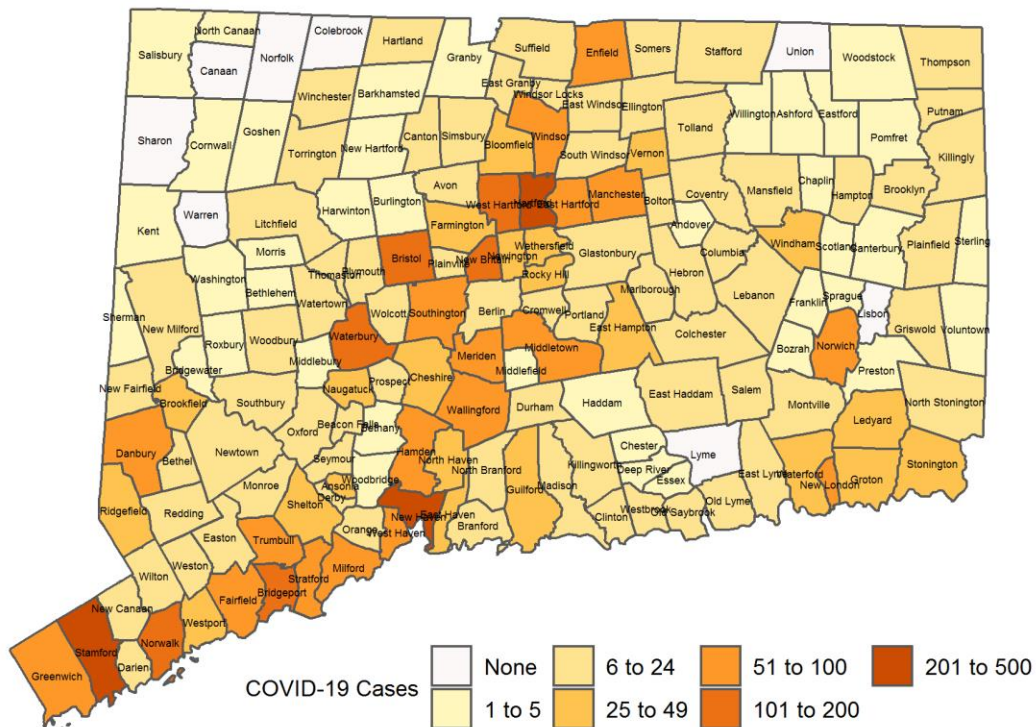 North Canaan
Colebrook
Hartland
Suffield
Enfield
Somers
Stafford
Union
Woodstock
Thompson
Salisbury
Canaan
Norfolk
Granby
East Granby
Windsor Locks
Winchester
Barkhamsted
East Windsor
Ellington
Willington
Ashford
Eastford
Putnam
Pomfret
Sharon
Cornwall
Goshen
Torrington
New Hartford
Canton
Simsbury
Bloomfield
Windsor
South Windsor
Vernon
Tolland
Killingly
Avon
West Hartford
Hartford
East Hartford
Manchester
Bolton
Coventry
Mansfield
Chaplin
Hampton
Brooklyn
Kent
Warren
Litchfield
Harwinton
Burlington
Farmington
Andover
Columbia
Windham
Scotland
Canterbury
Plainfield
Sterling
Morris
Bristol
Plainville
New Britain
Newington
Wethersfield
Glastonbury
Hebron
Washington
Bethlehem
Thomaston
Plymouth
Rocky Hill
Marlborough
Lebanon
Franklin
Sprague
Lisbon
Sherman
New Milford
Roxbury
Woodbury
Watertown
Wolcott
Southington
Berlin
Cromwell
Portland
East Hampton
Colchester
Bozrah
Norwich
Griswold
Voluntown
Bridgewater
Waterbury
Middlebury
Meriden
Middletown
Middlefield
Preston
New Fairfield
Brookfield
Southbury
Naugatuck
Prospect
Cheshire
Wallingford
Durham
Haddam
East Haddam
Salem
Montville
North Stonington
Danbury
Bethel
Newtown
Oxford
Beacon Falls
Bethany
Hamden
North Haven
North Branford
Killingworth
Chester
Deep River
Essex
Lyme
Ledyard
Seymour
Woodbridge
Monroe
Ansonia
Derby
Shelton
Guilford
Madison
East Lyme
Waterford
New London
Groton
Stonington
Ridgefield
Redding
Orange
New Haven
East Haven
West Haven
Branford
Clinton
Westbrook
Old Saybrook
Old Lyme
Easton
Trumbull
Wilton
Weston
Bridgeport
Stratford
Milford
New Canaan
Fairfield
Westport
Norwalk
Greenwich
Stamford
Darien
COVID-19 Cases
None
6 to 24
51 to 100
201 to 500
1 to 5
25 to 49
101 to 200